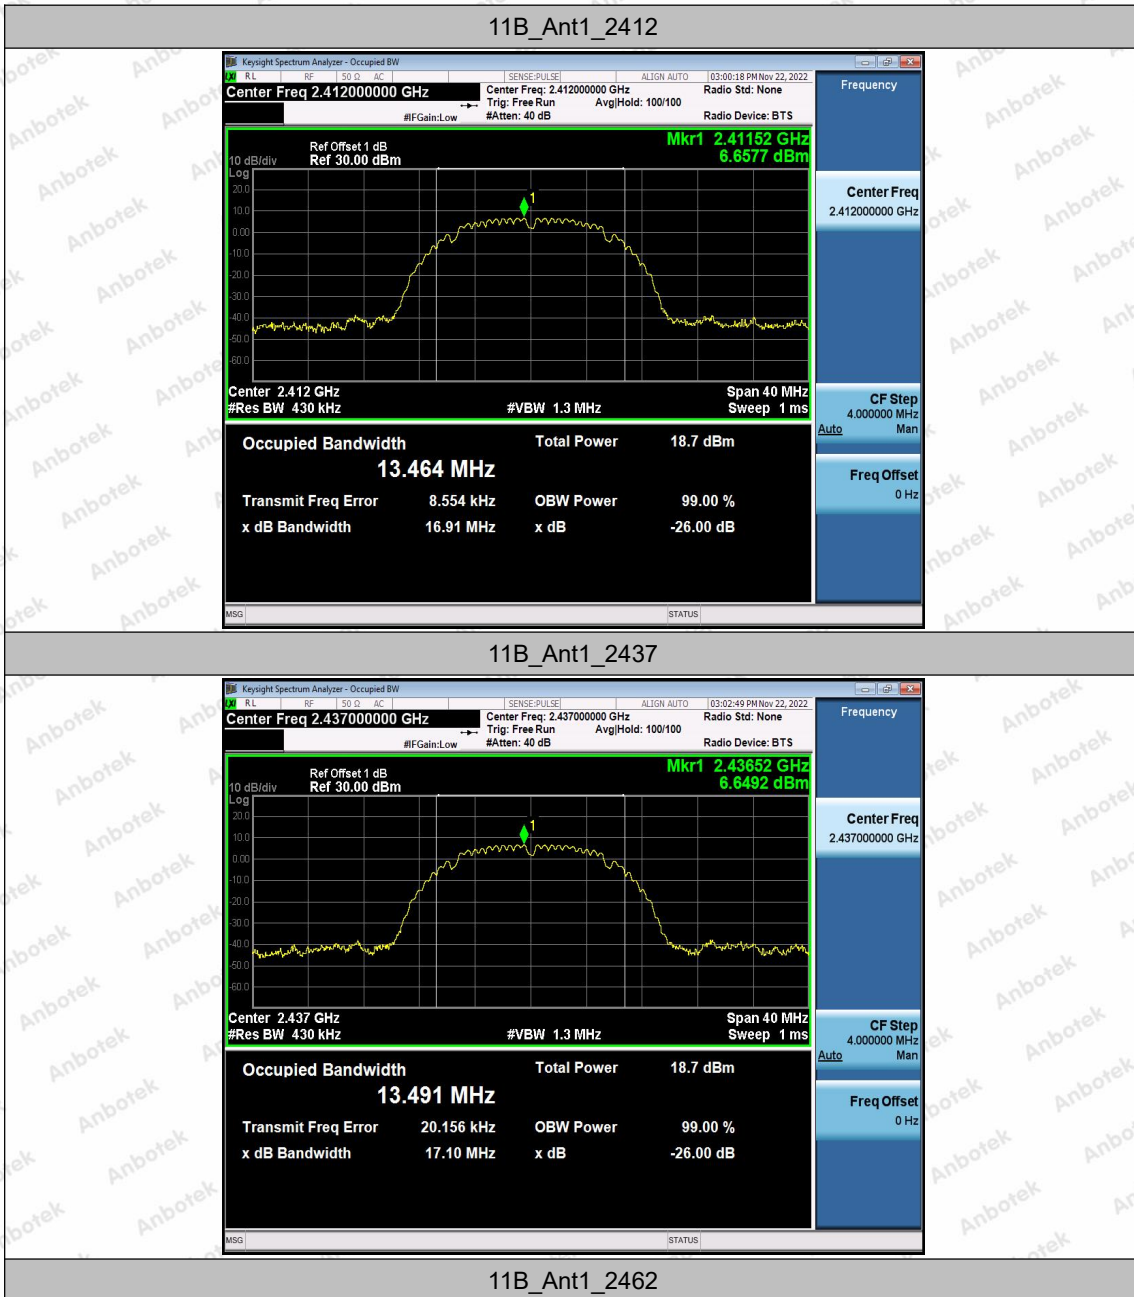 11B_Ant1_2412
Keysight Spectrum Analyzer - Occupied BW
LXI RL RF 50 Ω AC SENSE:PULSE ALIGN AUTO 03:00:18 PM Nov 22, 2022
Center Freq 2.412000000 GHz
Center Freq: 2.412000000 GHz
Radio Std: None
Trig: Free Run Avg|Hold: 100/100
#IFGain:Low #Atten: 40 dB Radio Device: BTS
Mkr1 2.41152 GHz
6.6577 dBm
Ref Offset 1 dB
10 dB/div Ref 30.00 dBm
Log
20.0
10.0
0.00
-10.0
-20.0
-30.0
-40.0
-50.0
-60.0
1
Center 2.412 GHz Span 40 MHz
#Res BW 430 kHz #VBW 1.3 MHz Sweep 1 ms
Occupied Bandwidth Total Power 18.7 dBm
13.464 MHz
Transmit Freq Error 8.554 kHz OBW Power 99.00 %
x dB Bandwidth 16.91 MHz x dB -26.00 dB
MSG STATUS
Frequency
Center Freq
2.412000000 GHz
CF Step
4.000000 MHz
Auto Man
Freq Offset
0 Hz
11B_Ant1_2437
Keysight Spectrum Analyzer - Occupied BW
LXI RL RF 50 Ω AC SENSE:PULSE ALIGN AUTO 03:02:49 PM Nov 22, 2022
Center Freq 2.437000000 GHz
Center Freq: 2.437000000 GHz
Radio Std: None
Trig: Free Run Avg|Hold: 100/100
#IFGain:Low #Atten: 40 dB Radio Device: BTS
Mkr1 2.43652 GHz
6.6492 dBm
Ref Offset 1 dB
10 dB/div Ref 30.00 dBm
Log
20.0
10.0
0.00
-10.0
-20.0
-30.0
-40.0
-50.0
-60.0
1
Center 2.437 GHz Span 40 MHz
#Res BW 430 kHz #VBW 1.3 MHz Sweep 1 ms
Occupied Bandwidth Total Power 18.7 dBm
13.491 MHz
Transmit Freq Error 20.156 kHz OBW Power 99.00 %
x dB Bandwidth 17.10 MHz x dB -26.00 dB
MSG STATUS
Frequency
Center Freq
2.437000000 GHz
CF Step
4.000000 MHz
Auto Man
Freq Offset
0 Hz
11B_Ant1_2462
Anbotek